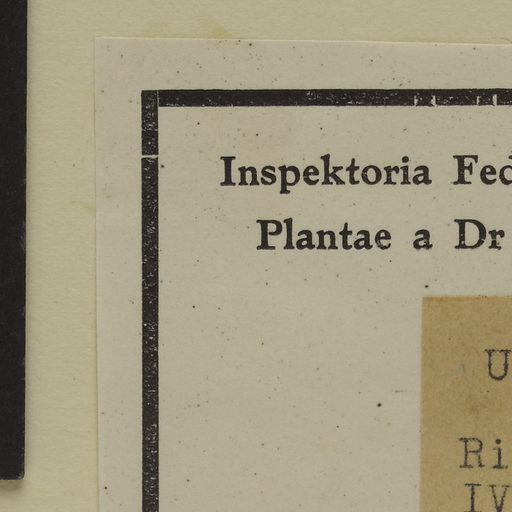 Inspektoria Fed
Plantae a Dr
U
Ri
IV